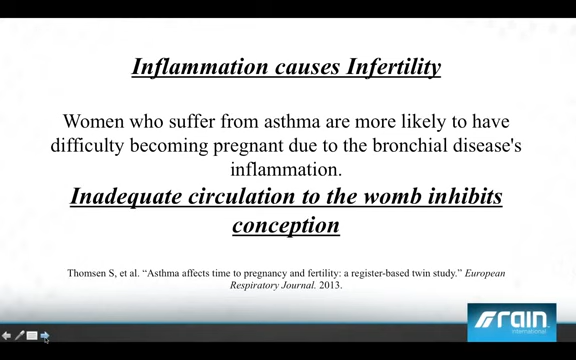 Inflammation causes Infertility
Women who suffer from asthma are more likely to have
difficulty becoming pregnant due to the bronchial disease's
inflammation.
Inadequate circulation to the womb inhibits
conception
Thomsen S, et al. “Asthma affects time to pregnancy and fertility: a register-based twin study.” European
Respiratory Journal. 2013.
rain
international